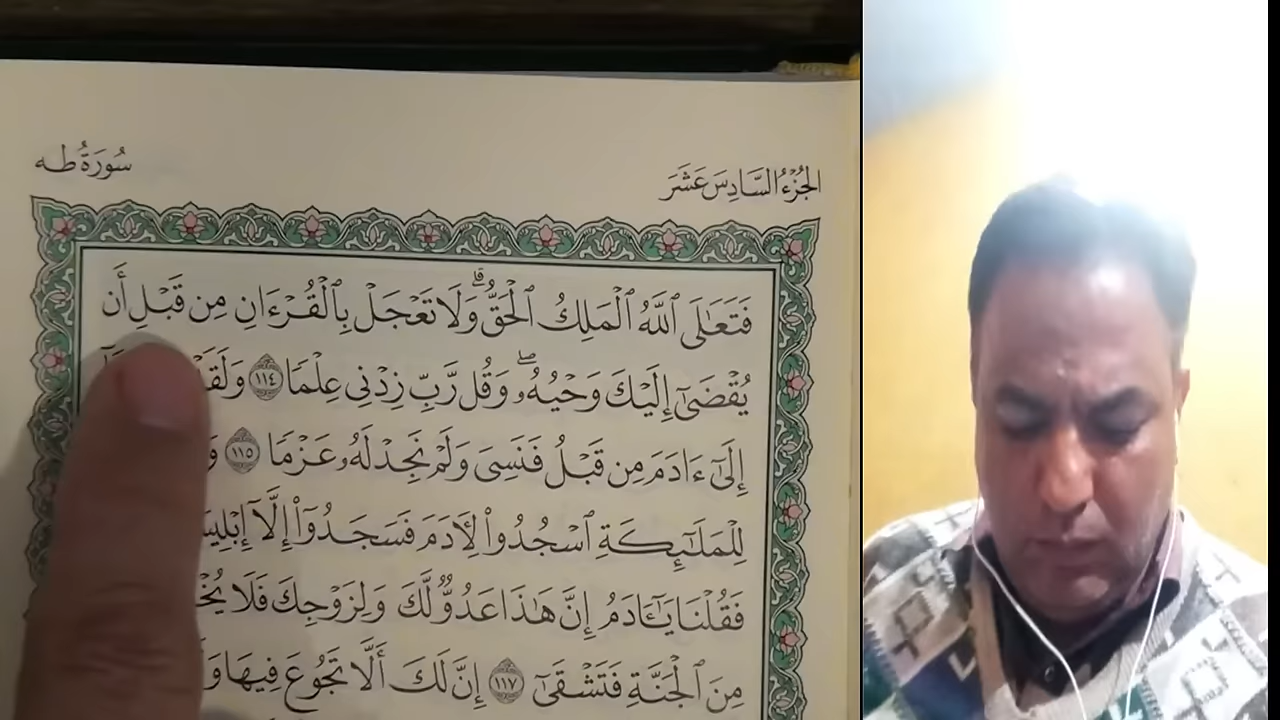 الجُزْءُ السَّادِسَ عَشَرَ
سُورَةُ طه
فَتَعَـٰلَى ٱللَّهُ ٱلْمَلِكُ ٱلْحَقُّ ۗ وَلَا تَعْجَلْ بِٱلْقُرْءَانِ مِن قَبْلِ أَن
يُقْضَىٰٓ إِلَيْكَ وَحْيُهُۥ ۖ وَقُل رَّبِّ زِدْنِى عِلْمًا ١١٤
إِلَىٰٓ ءَادَمَ مِن قَبْلُ فَنَسِىَ وَلَمْ نَجِدْ لَهُۥ عَزْمًا ١١٥
لِلْمَلَـٰٓئِكَةِ ٱسْجُدُوا۟ لِـَٔادَمَ فَسَجَدُوٓا۟ إِلَّآ
فَقُلْنَا يَـٰٓـَٔادَمُ إِنَّ هَـٰذَا عَدُوٌّ لَّكَ وَلِزَوْجِكَ فَلَا
مِنَ ٱلْجَنَّةِ فَتَشْقَىٰٓ ١١٧ إِنَّ لَكَ أَلَّا تَجُوعَ فِيهَا